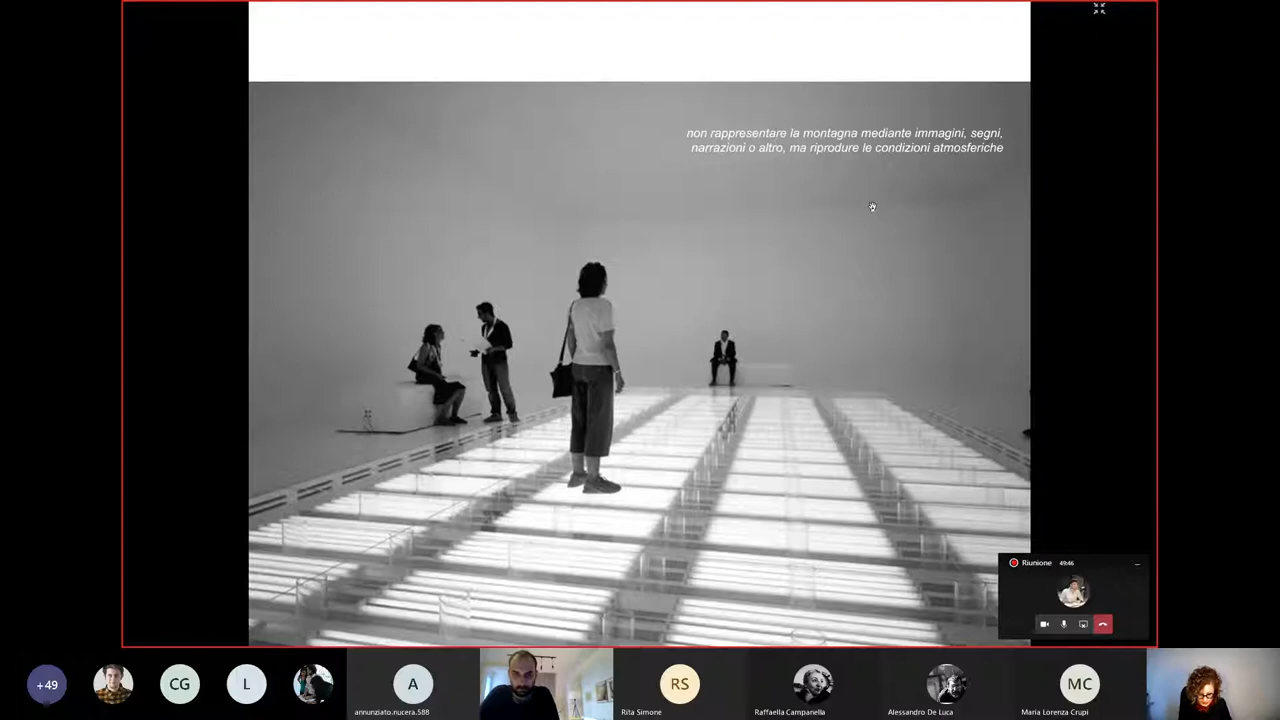 non rappresentare la montagna mediante immagini, segni,
narrazioni o altro, ma riprodurre le condizioni atmosferiche
Riunione 49:46
+49
CG
L
A
annunziato.nucera.588
RS
Rita Simone
Raffaella Campanella
Alessandro De Luca
MC
Maria Lorenza Crupi